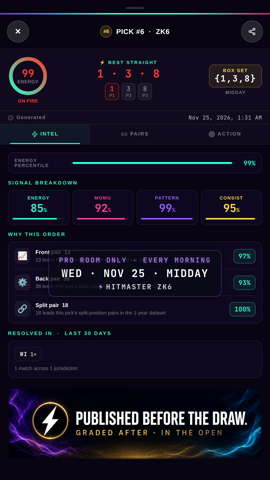 #6 PICK #6 · ZK6
99
ENERGY
ON FIRE
⚡ BEST STRAIGHT
1 · 3 · 8
1 3 8
P1 P2 P3
BOX SET
{1,3,8}
MIDDAY
Generated
Nov 25, 2026, 1:31 AM
INTEL
PAIRS
ACTION
ENERGY PERCENTILE
99%
SIGNAL BREAKDOWN
ENERGY MOMO PATTERN CONSIST
85% 92% 99% 95%
WHY THIS ORDER
Front pair
97%
PRO ROOM ONLY · EVERY MORNING
WED · NOV 25 · MIDDAY
⚡ HITMASTER ZK6
Back
93%
Split pair 18
18 leads this pick's split-position pairs in the 1-year dataset
100%
RESOLVED IN · LAST 30 DAYS
WI 1×
1 match across 1 jurisdiction
PUBLISHED BEFORE THE DRAW.
GRADED AFTER · IN THE OPEN